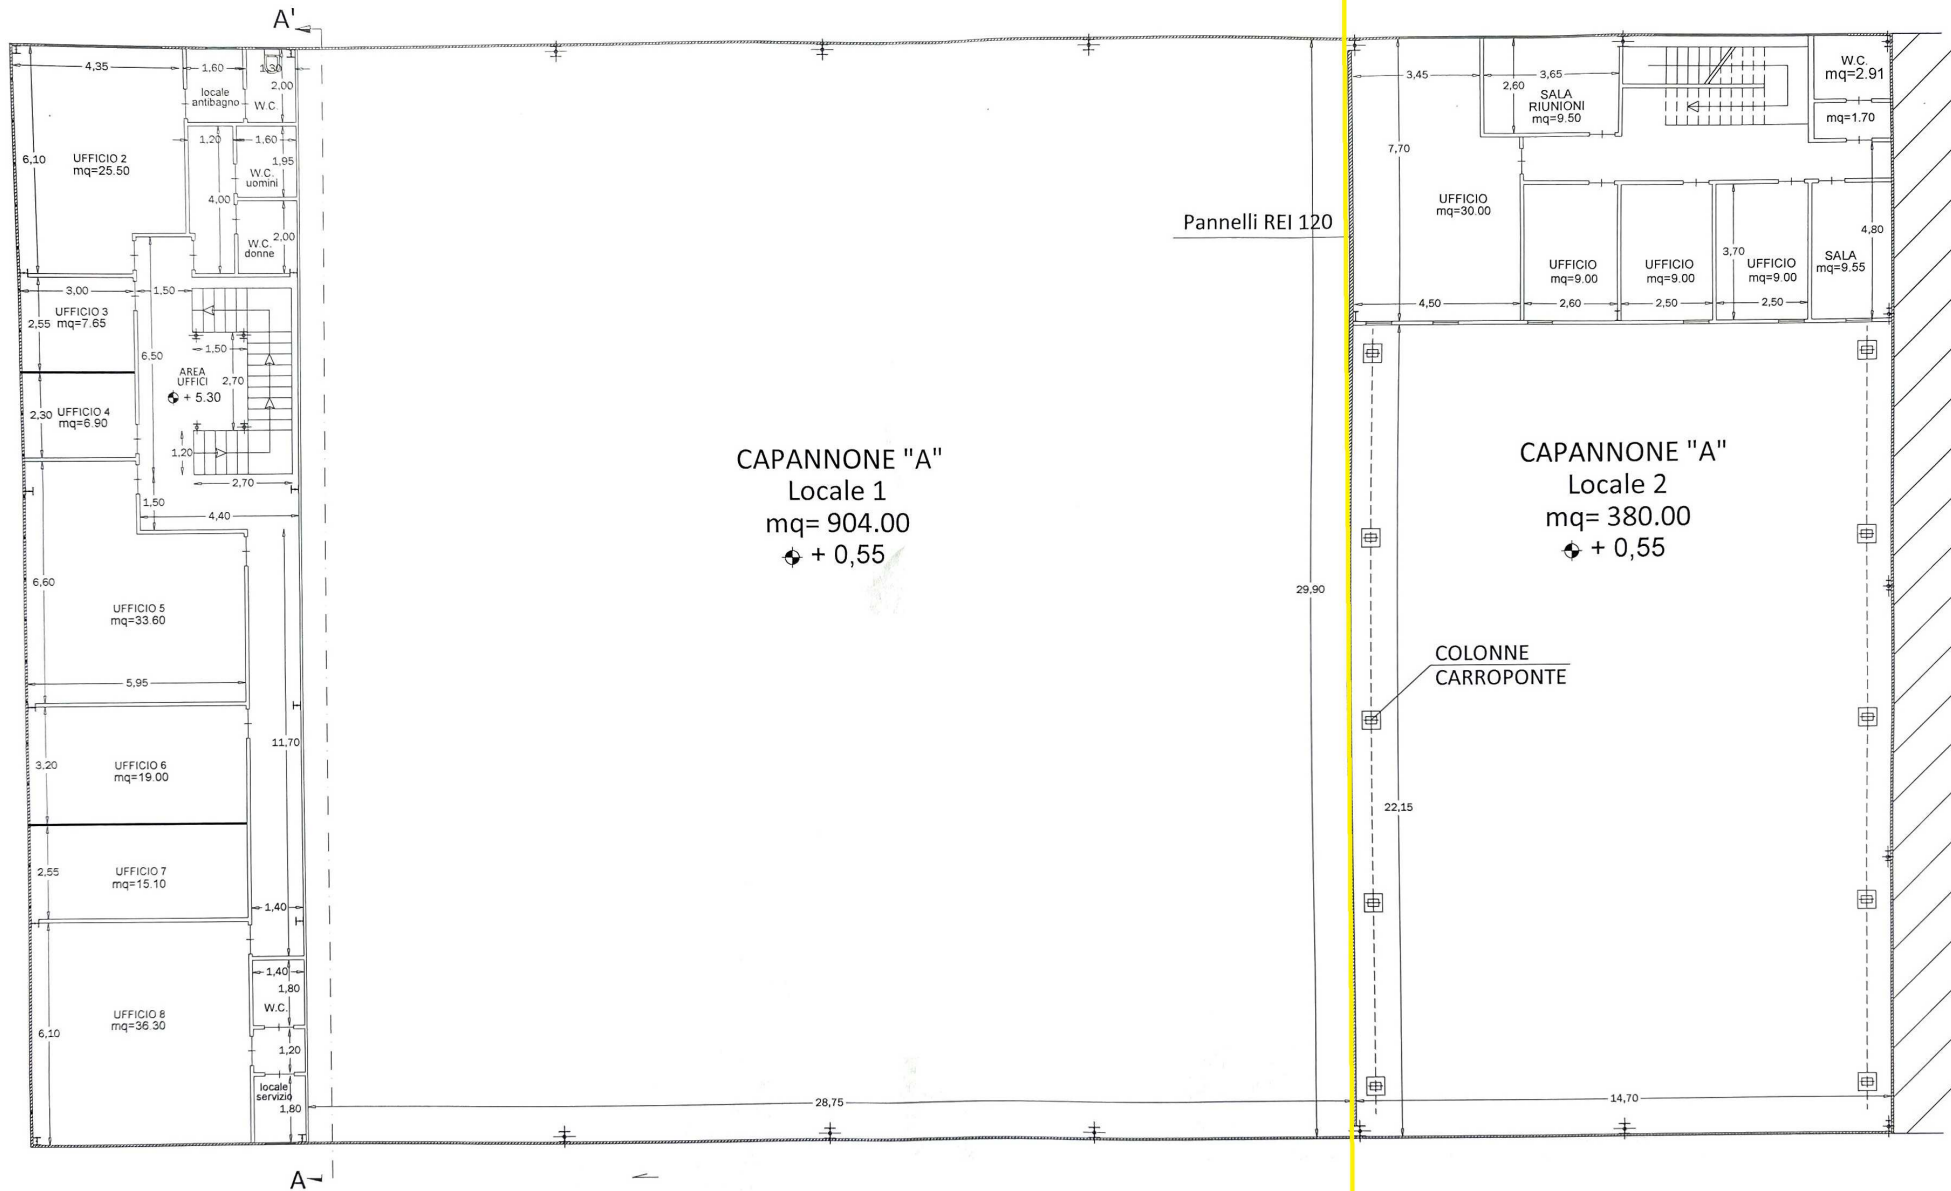 A'
4,35
1.60
1.30
2,00
locale
antibagno
W.C.
1,20
1.60
1,95
6,10
UFFICIO 2
mq=25.50
W.C.
uomini
4,00
W.C.
donne
2,00
3,00
1,50
UFFICIO 3
mq=7.65
2,55
1,50
6,50
AREA
UFFICI
+ 5.30
2,70
2,30
UFFICIO 4
mq=6.90
1,20
2,70
1,50
4,40
6,60
UFFICIO 5
mq=33.60
5,95
11,70
3,20
UFFICIO 6
mq=19.00
2,55
UFFICIO 7
mq=15.10
1,40
1,40
1,80
W.C.
6,10
UFFICIO 8
mq=36.30
1,20
locale
servizio
1,80
A
CAPANNONE "A"
Locale 1
mq= 904.00
+ 0,55
28,75
29,90
Pannelli REI 120
3,45
3,65
2,60
SALA
RIUNIONI
mq=9.50
W.C.
mq=2.91
mq=1.70
7,70
UFFICIO
mq=30.00
4,80
3,70
UFFICIO
mq=9.00
UFFICIO
mq=9.00
UFFICIO
mq=9.00
SALA
mq=9.55
4,50
2,60
2,50
2,50
CAPANNONE "A"
Locale 2
mq= 380.00
+ 0,55
COLONNE
CARROPONTE
22,15
14,70